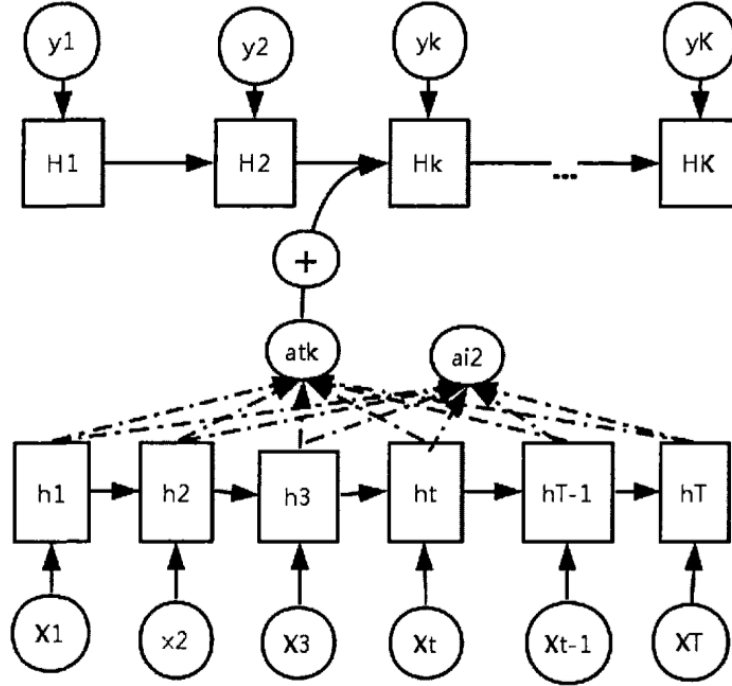 y1 y2 yk yK
H1 H2 Hk ... HK
+
atk ai2
h1 h2 h3 ht hT-1 hT
X1 x2 X3 Xt Xt-1 XT